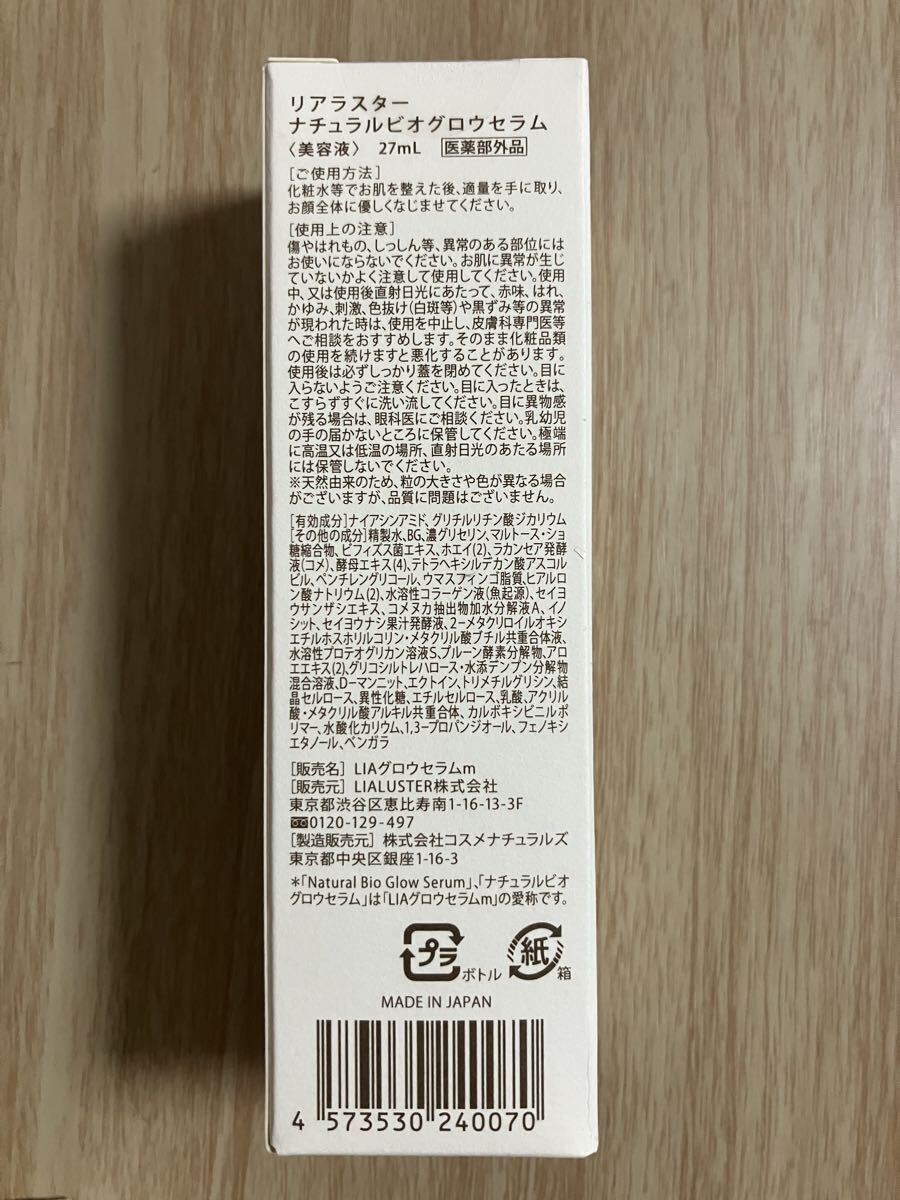 リアラスター
ナチュラルビオグロウセラム
〈美容液〉 27mL 医薬部外品
[ご使用方法]
化粧水等でお肌を整えた後、適量を手に取り、
お顔全体に優しくなじませてください。
[使用上の注意]
傷やはれもの、しっしん等、異常のある部位には
お使いにならないでください。お肌に異常が生じ
ていないかよく注意して使用してください。使用
中、又は使用後直射日光にあたって、赤味、はれ、
かゆみ、刺激、色抜け(白斑等)や黒ずみ等の異常
が現われた時は、使用を中止し、皮膚科専門医等
へご相談をおすすめします。そのまま化粧品類
の使用を続けますと悪化することがあります。
使用後は必ずしっかり蓋を閉めてください。目に
入らないようご注意ください。目に入ったときは、
こすらずすぐに洗い流してください。目に異物感
が残る場合は、眼科医にご相談ください。乳幼児
の手の届かないところに保管してください。極端
に高温又は低温の場所、直射日光のあたる場所
には保管しないでください。
※天然由来のため、粒の大きさや色が異なる場合
がございますが、品質に問題はございません。
[有効成分]ナイアシンアミド、グリチルリチン酸ジカリウム
[その他の成分]精製水、BG、濃グリセリン、マルトース・ショ
糖縮合物、ビフィズス菌エキス、ホエイ(2)、ラカンセア発酵
液(コメ)、酵母エキス(4)、テトラヘキシルデカン酸アスコル
ビル、ペンチレングリコール、ウマスフィンゴ脂質、ヒアルロ
ン酸ナトリウム(2)、水溶性コラーゲン液(魚起源)、セイヨ
ウサンザシエキス、コメヌカ抽出物加水分解液A、イノ
シット、セイヨウナシ果汁発酵液、2-メタクリロイルオキシ
エチルホスホリルコリン・メタクリル酸ブチル共重合体液、
水溶性プロテオグリカン溶液S、プルーン酵素分解物、アロ
エエキス(2)、グリコシルトレハロース・水添デンプン分解物
混合溶液、D-マンニット、エクトイン、トリメチルグリシン、結
晶セルロース、異性化糖、エチルセルロース、乳酸、アクリル
酸・メタクリル酸アルキル共重合体、カルボキシビニルポ
リマー、水酸化カリウム、1,3-プロパンジオール、フェノキシ
エタノール、ベンガラ
[販売名] LIAグロウセラムm
[販売元] LIALUSTER株式会社
東京都渋谷区恵比寿南1-16-13-3F
0120-129-497
[製造販売元] 株式会社コスメナチュラルズ
東京都中央区銀座1-16-3
*「Natural Bio Glow Serum」、「ナチュラルビオ
グロウセラム」は「LIAグロウセラムm」の愛称です。
プラ ボトル 紙 箱
MADE IN JAPAN
4 573530 240070